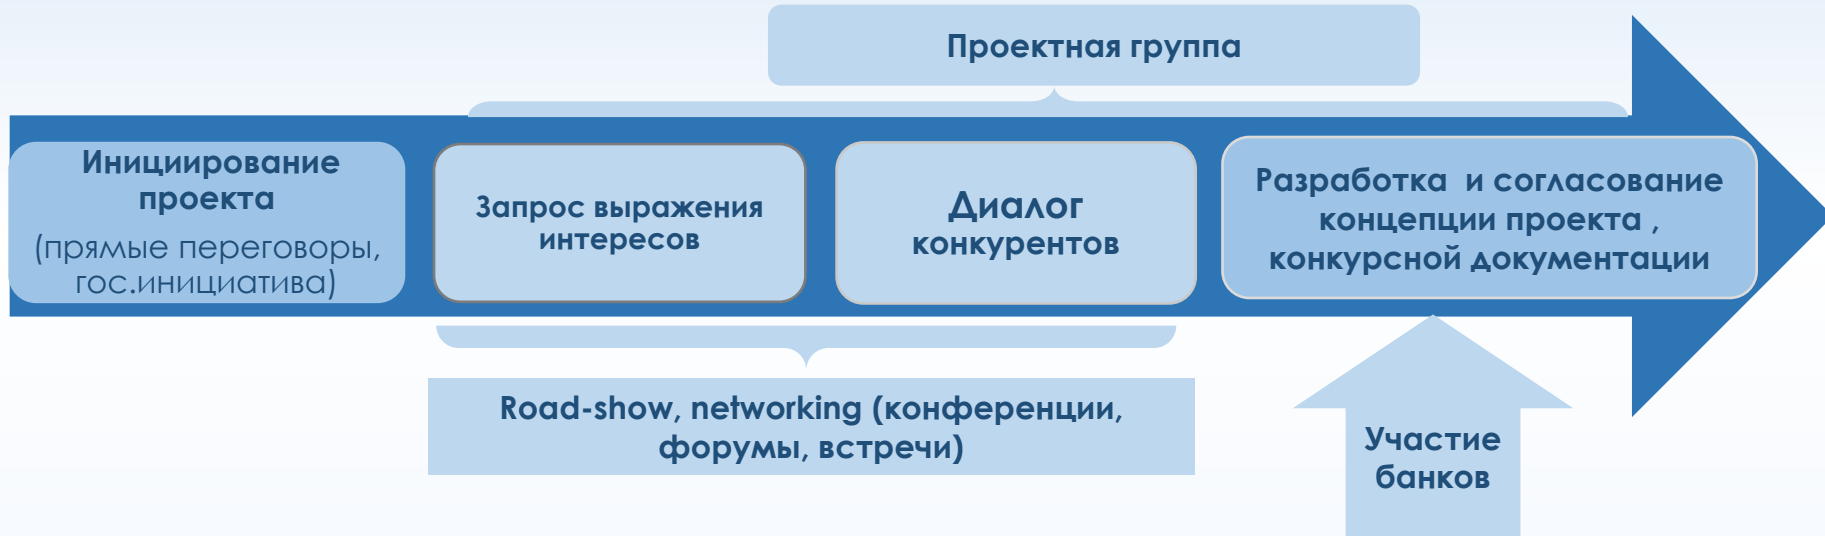 Проектная группа
Инициирование
проекта
(прямые переговоры,
гос.инициатива)
Запрос выражения
интересов
Диалог
конкурентов
Разработка и согласование
концепции проекта ,
конкурсной документации
Road-show, networking (конференции,
форумы, встречи)
Участие
банков